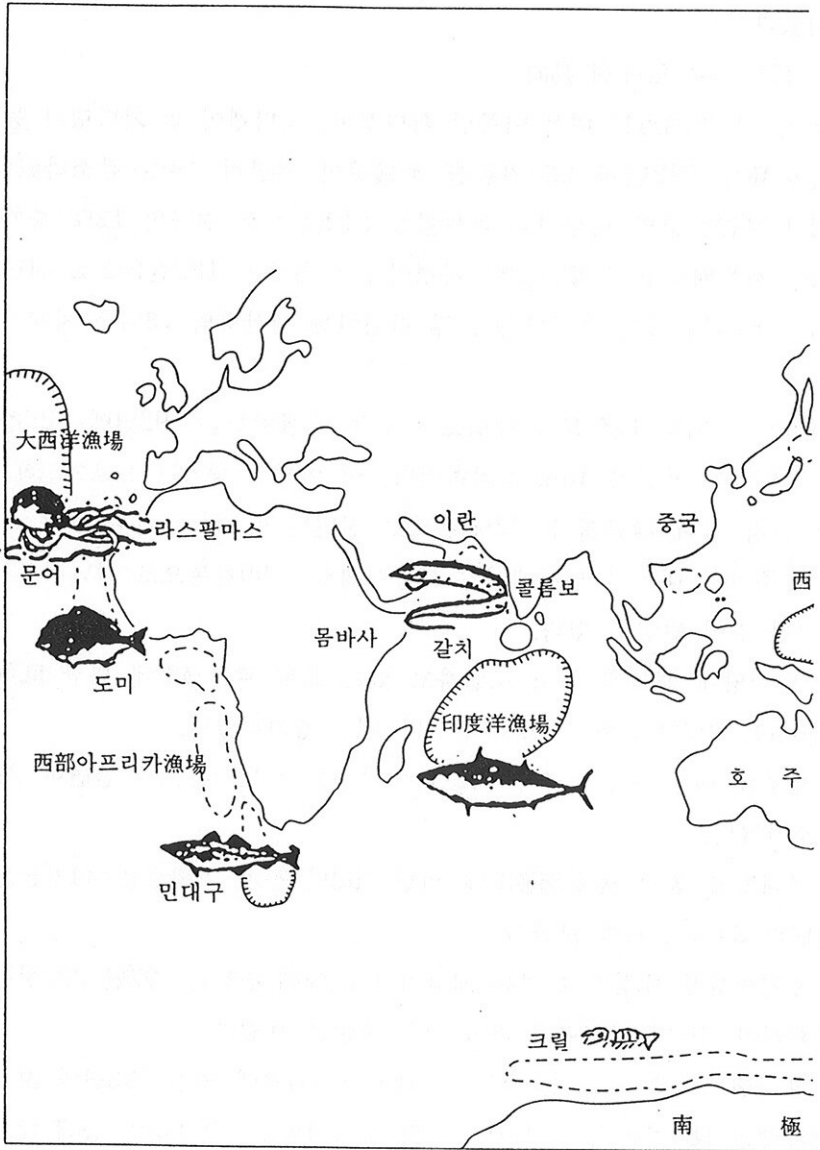 大西洋漁場
라스팔마스
이란
중국
문어
콜롬보
西
몸바사
갈치
도미
印度洋漁場
西部아프리카漁場
호 주
민대구
크릴
南 極